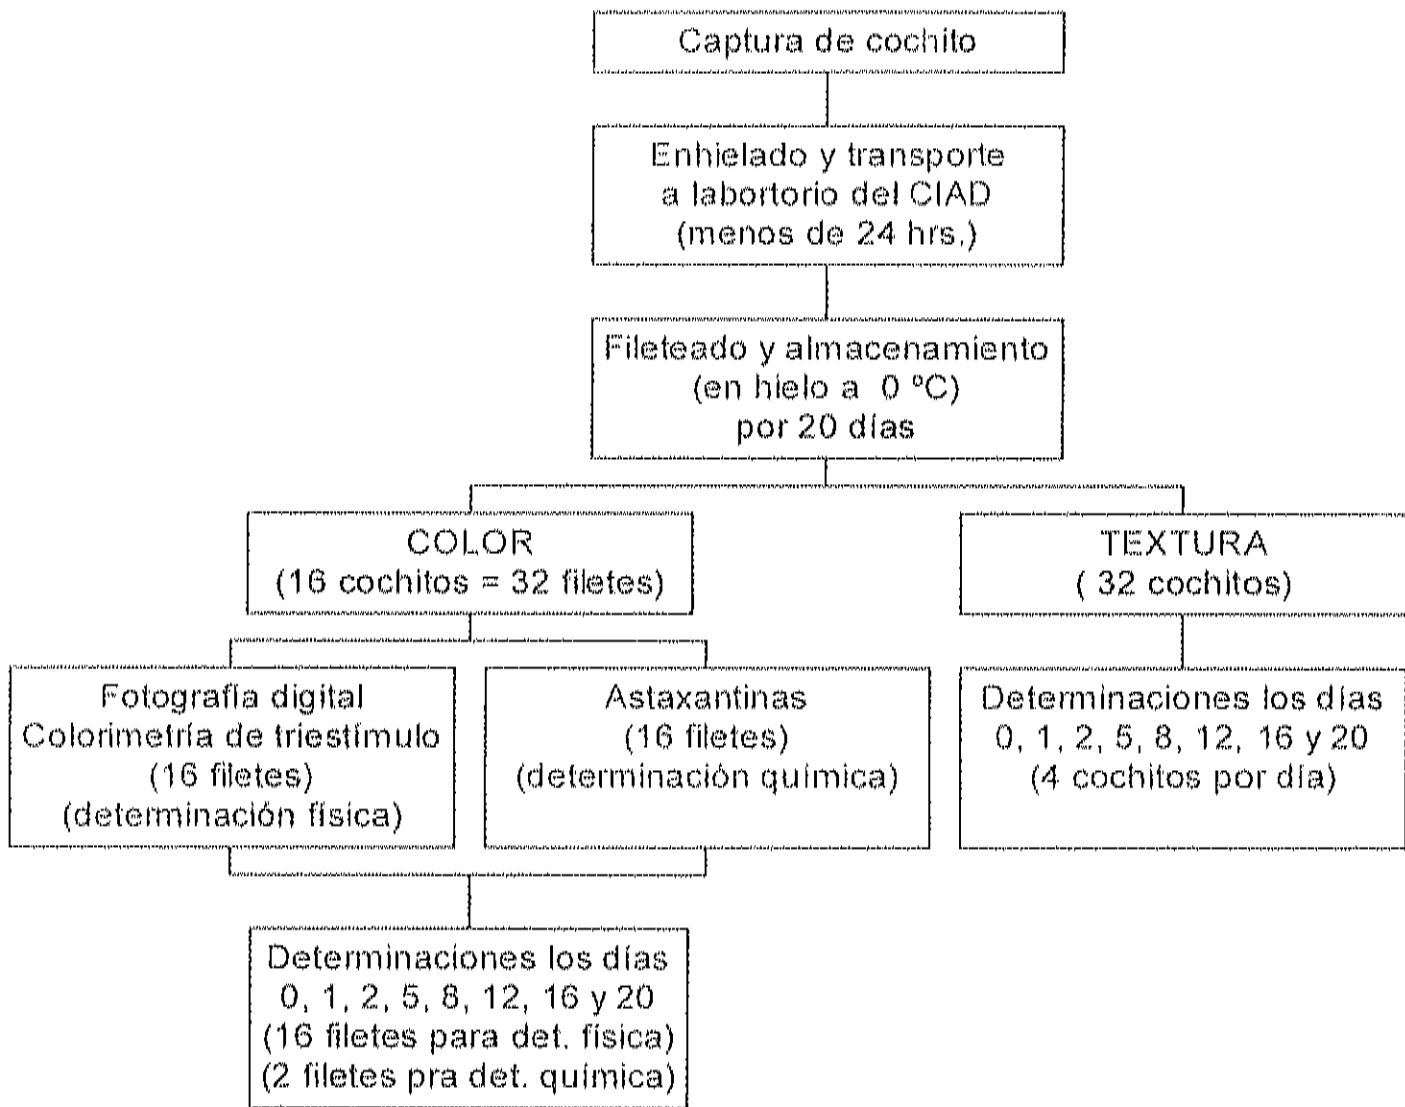 Captura de cochito
Enhielado y transporte
a labortorio del CIAD
(menos de 24 hrs.)
Fileteado y almacenamiento
(en hielo a 0 ºC)
por 20 días
COLOR
(16 cochitos = 32 filetes)
TEXTURA
( 32 cochitos)
Fotografía digital
Colorimetría de triestímulo
(16 filetes)
(determinación física)
Astaxantinas
(16 filetes)
(determinación química)
Determinaciones los días
0, 1, 2, 5, 8, 12, 16 y 20
(4 cochitos por día)
Determinaciones los días
0, 1, 2, 5, 8, 12, 16 y 20
(16 filetes para det. física)
(2 filetes pra det. química)